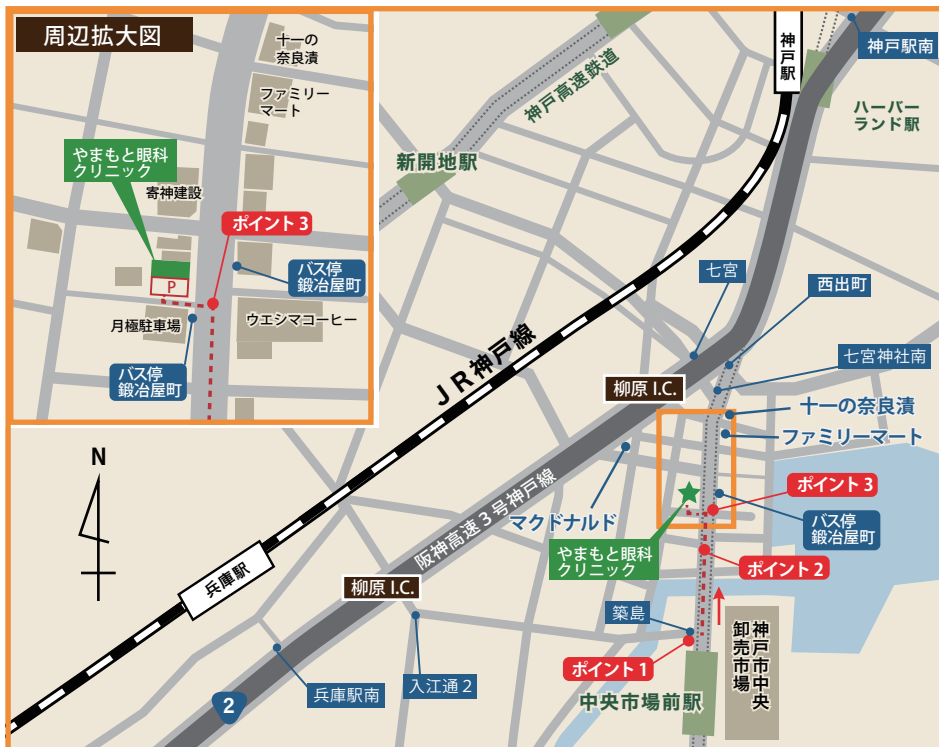 周辺拡大図
十一の
奈良漬
ファミリー
マート
やまもと眼科
クリニック
寄神建設
ポイント3
P
バス停
鍛冶屋町
月極駐車場
ウエシマコーヒー
バス停
鍛冶屋町
神戸駅
神戸駅南
神戸高速鉄道
ハーバー
ランド駅
新開地駅
七宮
西出町
七宮神社南
JR神戸線
柳原 I.C.
十一の奈良漬
ファミリーマート
N
阪神高速3号神戸線
マクドナルド
ポイント3
バス停
鍛冶屋町
やまもと眼科
クリニック
ポイント2
兵庫駅
柳原 I.C.
築島
神戸市中央
卸売市場
ポイント1
兵庫駅南
入江通2
中央市場前駅
2